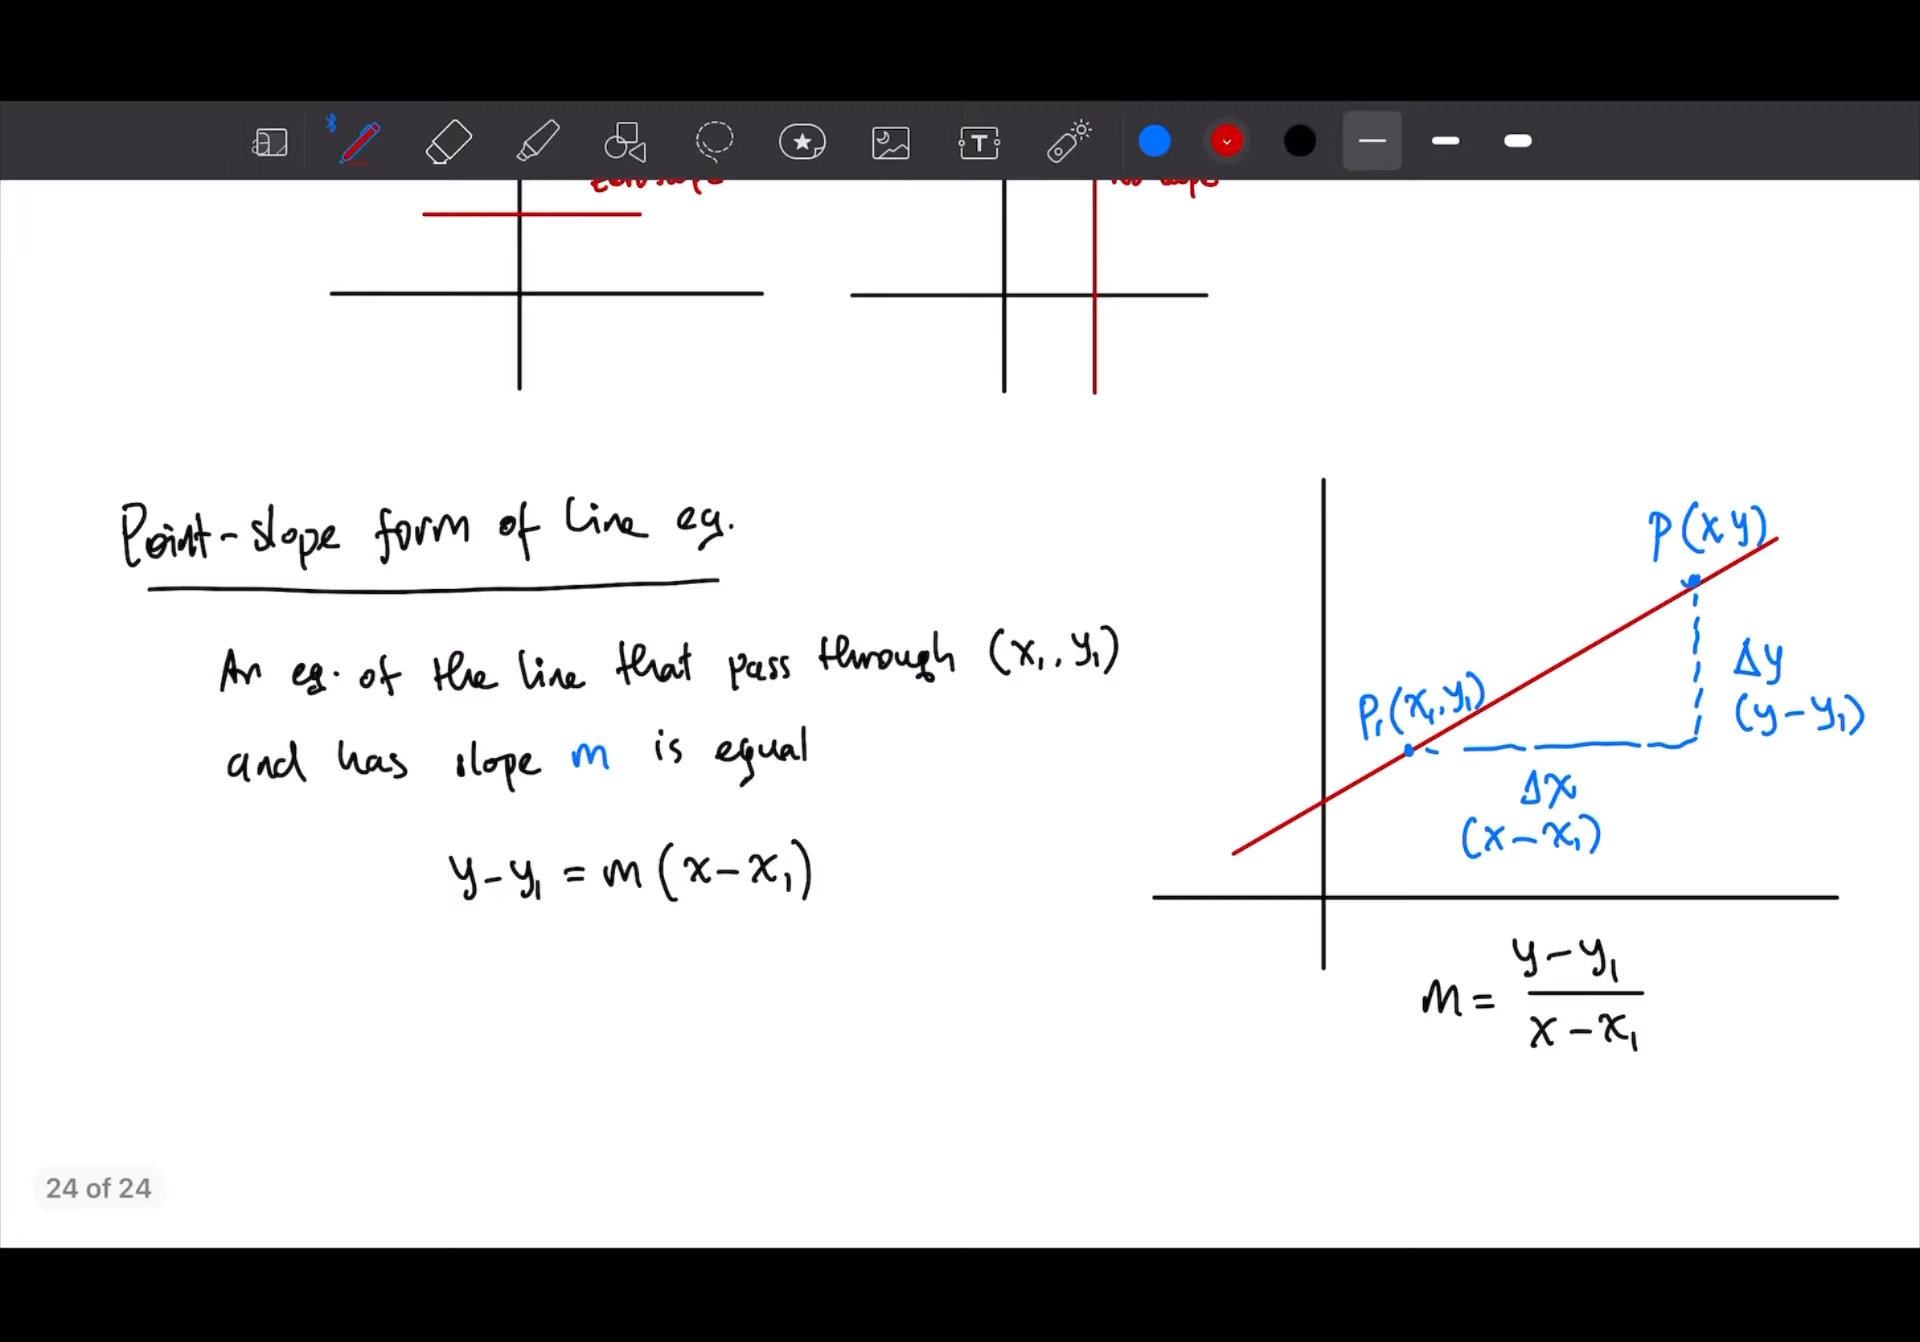 Point-slope form of line eq.
An eq. of the line that pass through (x₁, y₁)
and has slope m is equal
y-y₁ = m(x-x₁)
P(x y)
P₁(x₁, y₁)
Δy
(y-y₁)
Δx
(x-x₁)
m = y-y₁
x-x₁
24 of 24